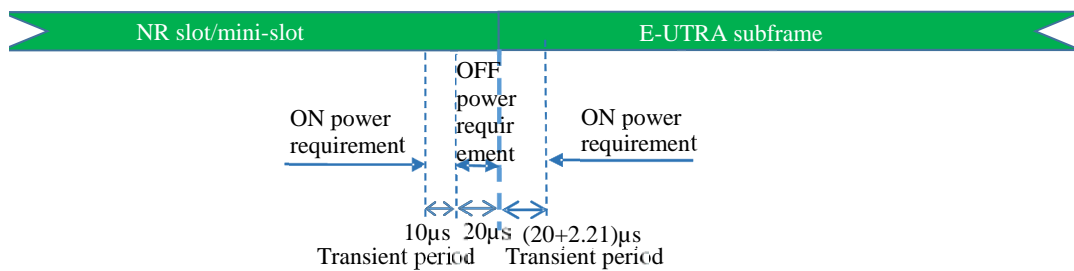 NR slot/mini-slot
E-UTRA subframe
OFF
power
requir
ement
ON power
requirement
ON power
requirement
10μs
20μs
(20+2.21)μs
Transient period
Transient period